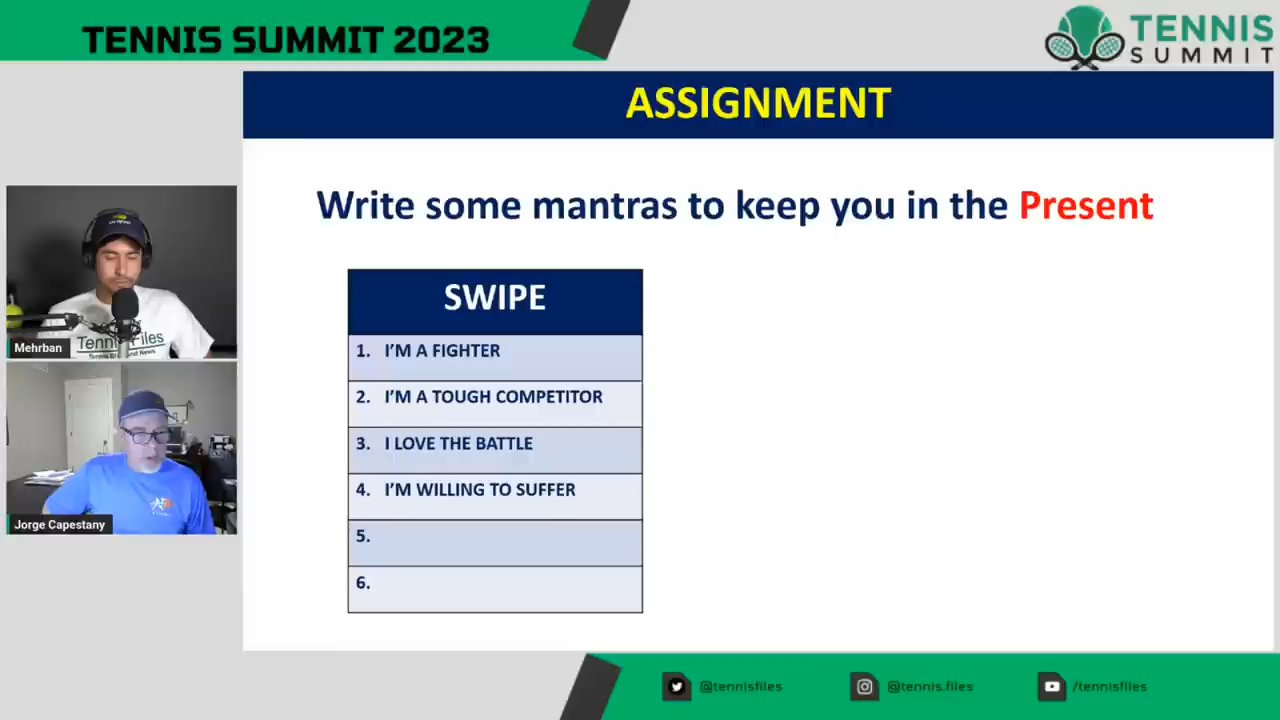 TENNIS SUMMIT 2023
TENNIS
SUMMIT
ASSIGNMENT
Write some mantras to keep you in the Present
SWIPE
1. I'M A FIGHTER
2. I'M A TOUGH COMPETITOR
3. I LOVE THE BATTLE
4. I'M WILLING TO SUFFER
5.
6.
Mehrban
Jorge Capestany
@tennisfiles
@tennis.files
/tennisfiles